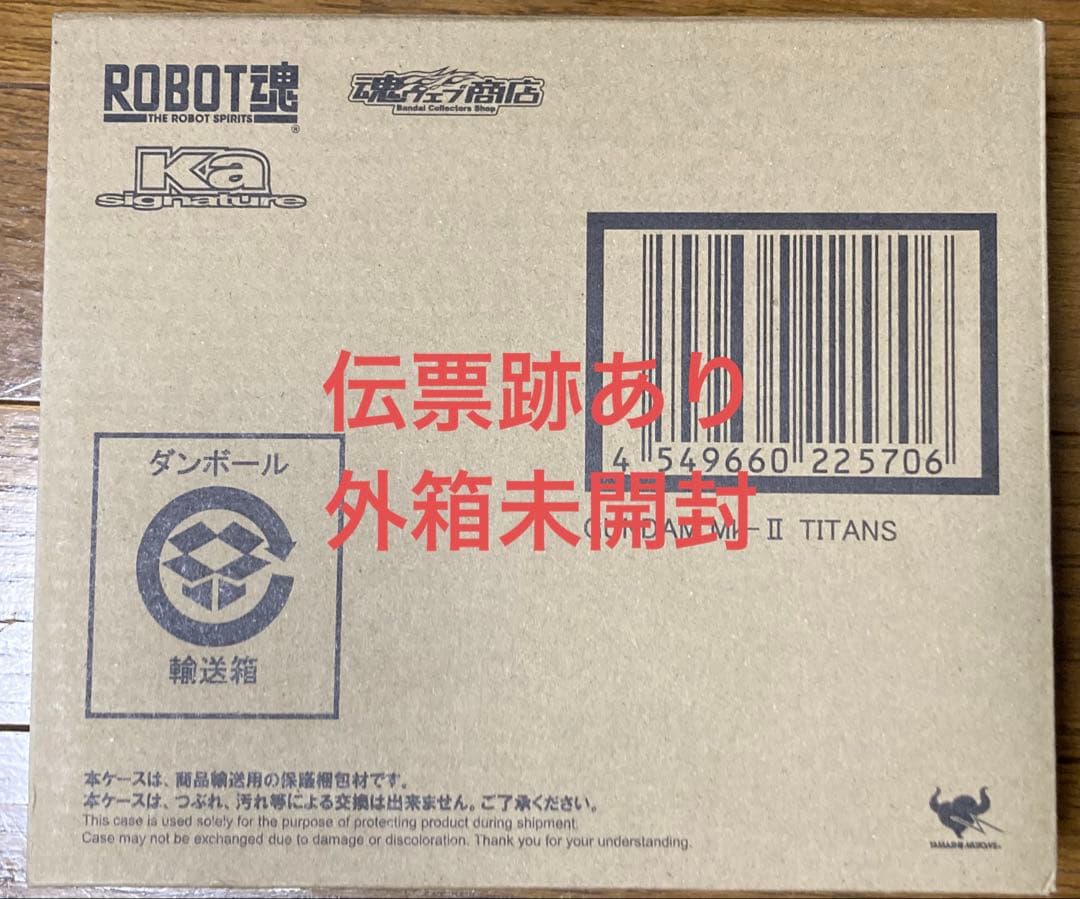 ROBOT魂
THE ROBOT SPIRITS
®
魂ウェブ商店
Bandai Collectors Shop
Ka
signature
4 549660 225706
GUNDAM Mk-Ⅱ TITANS
伝票跡あり
外箱未開封
ダンボール
輸送箱
本ケースは、商品輸送用の保護梱包材です。
本ケースは、つぶれ、汚れ等による交換は出来ません。ご了承ください。
This case is used solely for the purpose of protecting product during shipment.
Case may not be exchanged due to damage or discoloration. Thank you for your understanding.
TAMASHII NATIONS